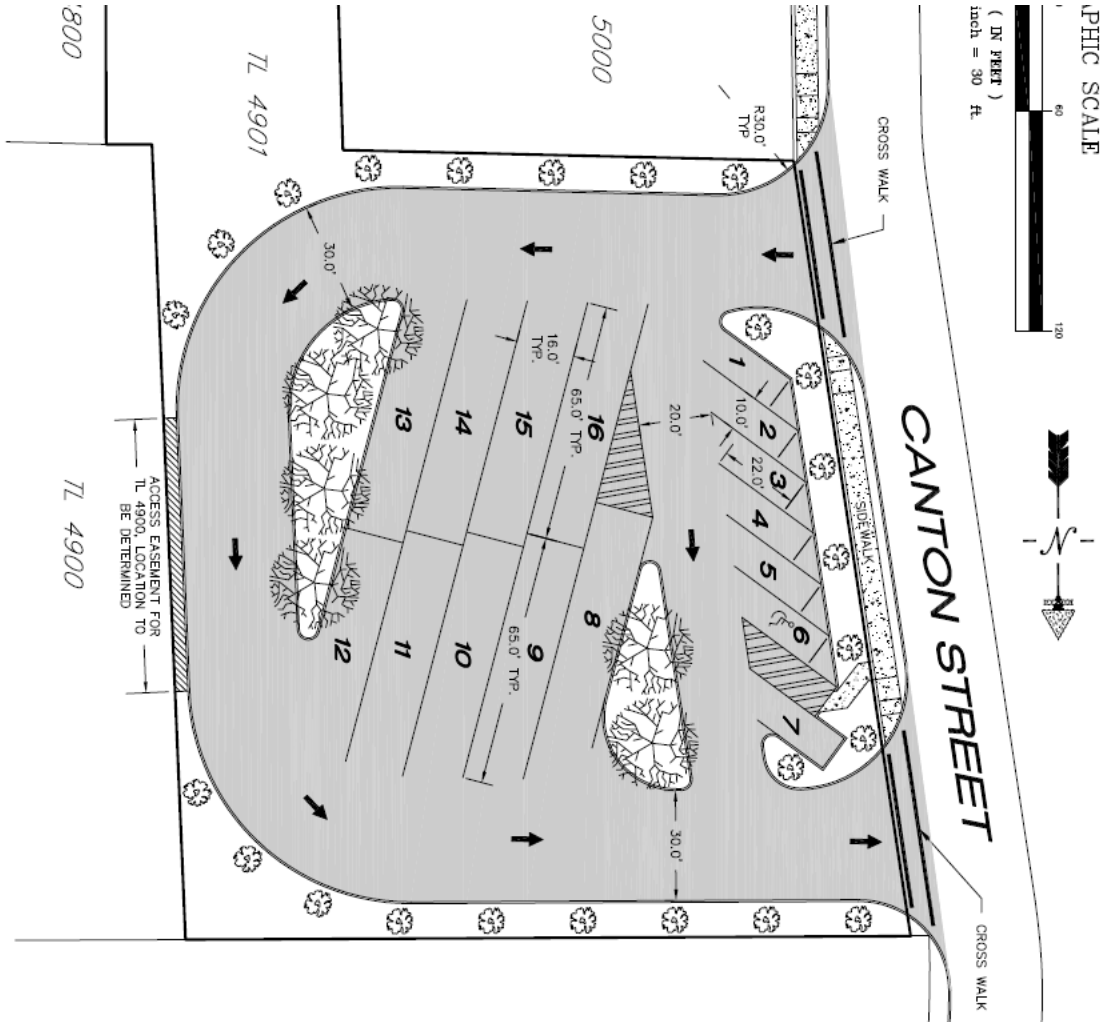 APHIC SCALE
60
120
( IN FEET )
inch = 30 ft.
N
5000
TL 4901
TL 4900
R30.0'
TYP
CROSS WALK
CANTON STREET
SIDEWALK
CROSS WALK
1
2
3
4
5
6
7
10.0'
22.0'
20.0'
30.0'
16.0'
TYP.
65.0' TYP.
13
14
15
16
12
11
10
9
8
65.0' TYP.
30.0'
ACCESS EASEMENT FOR
TL 4900, LOCATION TO
BE DETERMINED